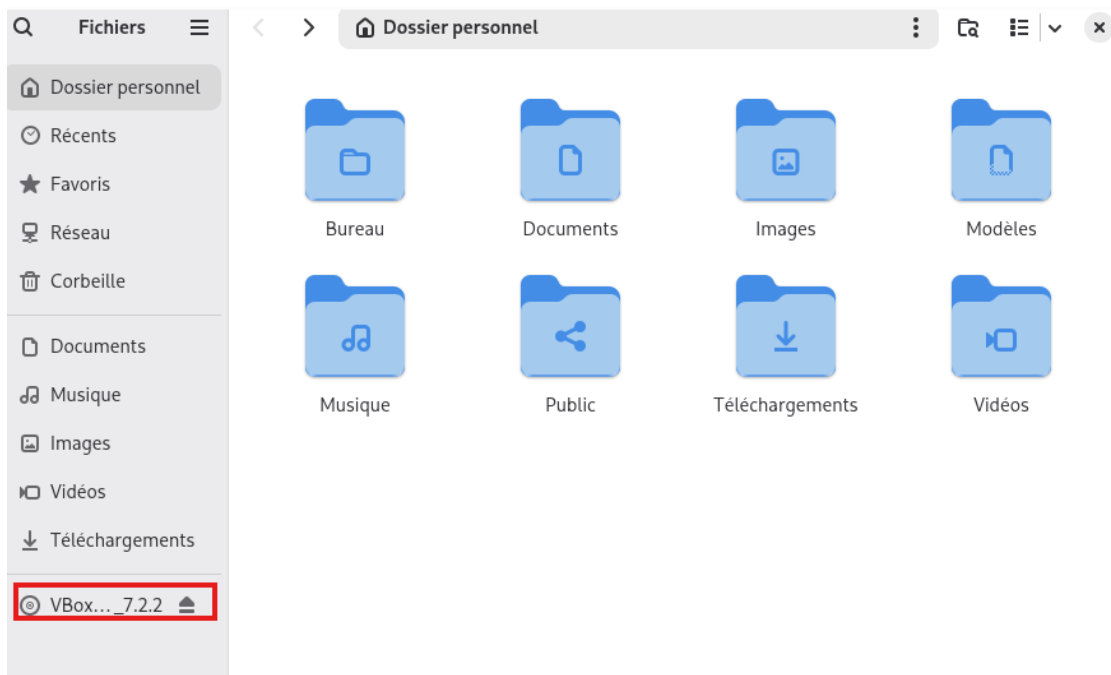 Fichiers
Dossier personnel
Dossier personnel
Récents
Favoris
Réseau
Corbeille
Documents
Musique
Images
Vidéos
Téléchargements
VBox..._7.2.2
Bureau
Documents
Images
Modèles
Musique
Public
Téléchargements
Vidéos